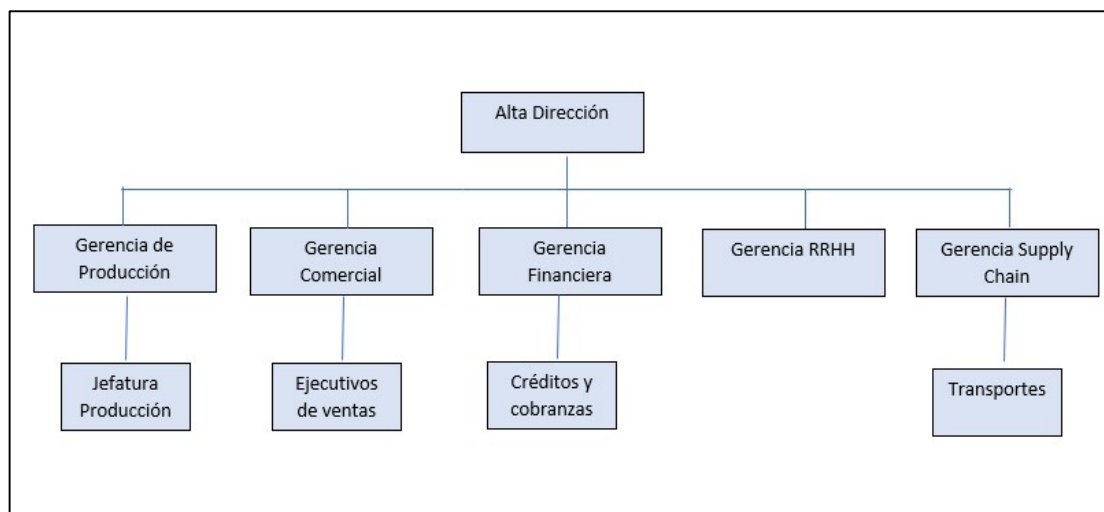 Alta Dirección
Gerencia de
Producción
Gerencia
Comercial
Gerencia
Financiera
Gerencia RRHH
Gerencia Supply
Chain
Jefatura
Producción
Ejecutivos
de ventas
Créditos y
cobranzas
Transportes